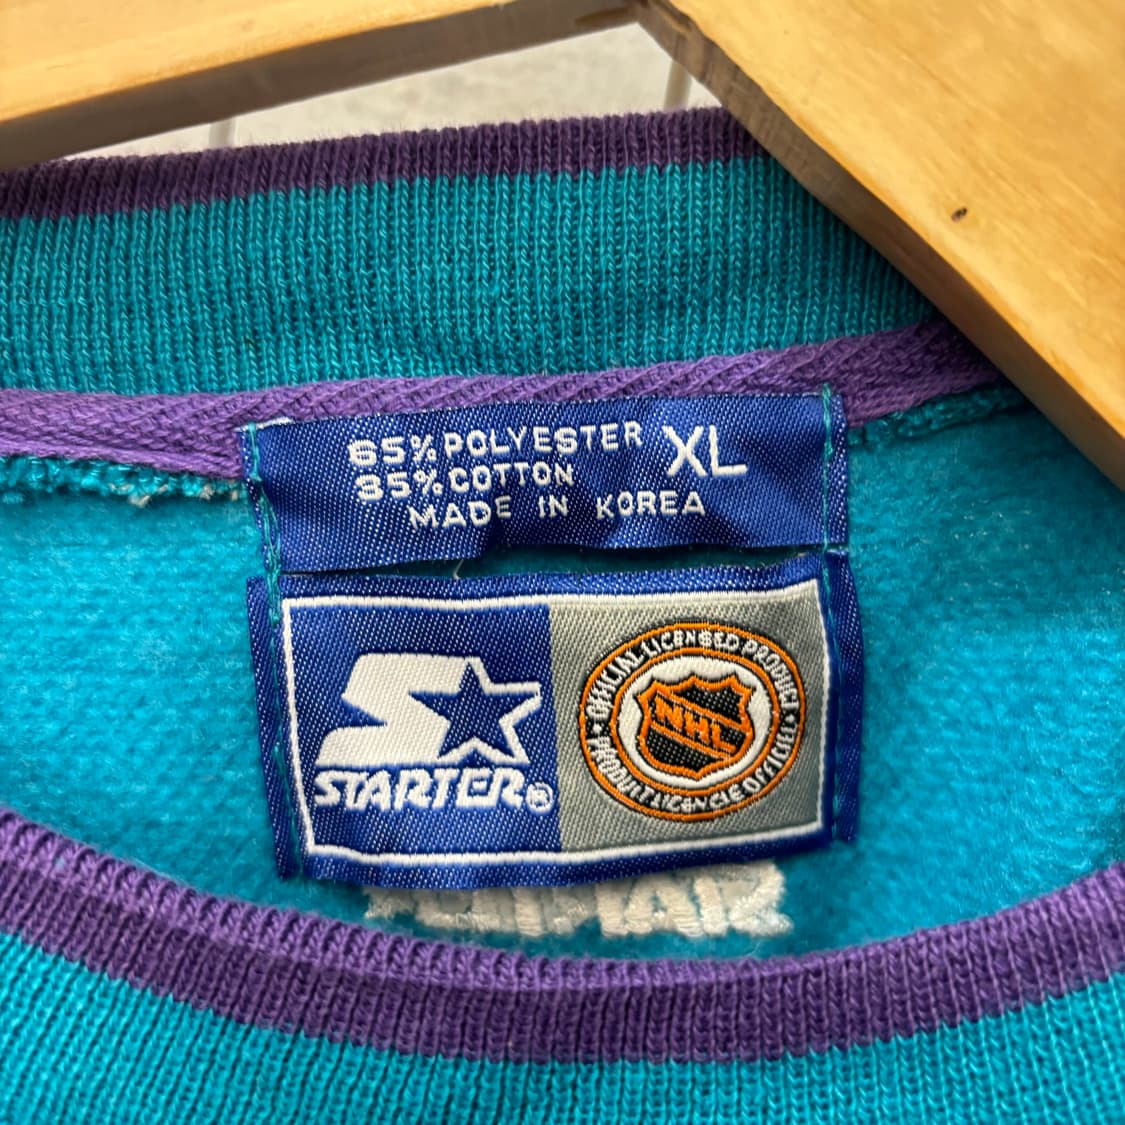 65% POLYESTER XL
35% COTTON
MADE IN KOREA
STARTER®
OFFICIAL LICENSED PRODUCT
NHL
PRODUIT LICENCIE OFFICIEL